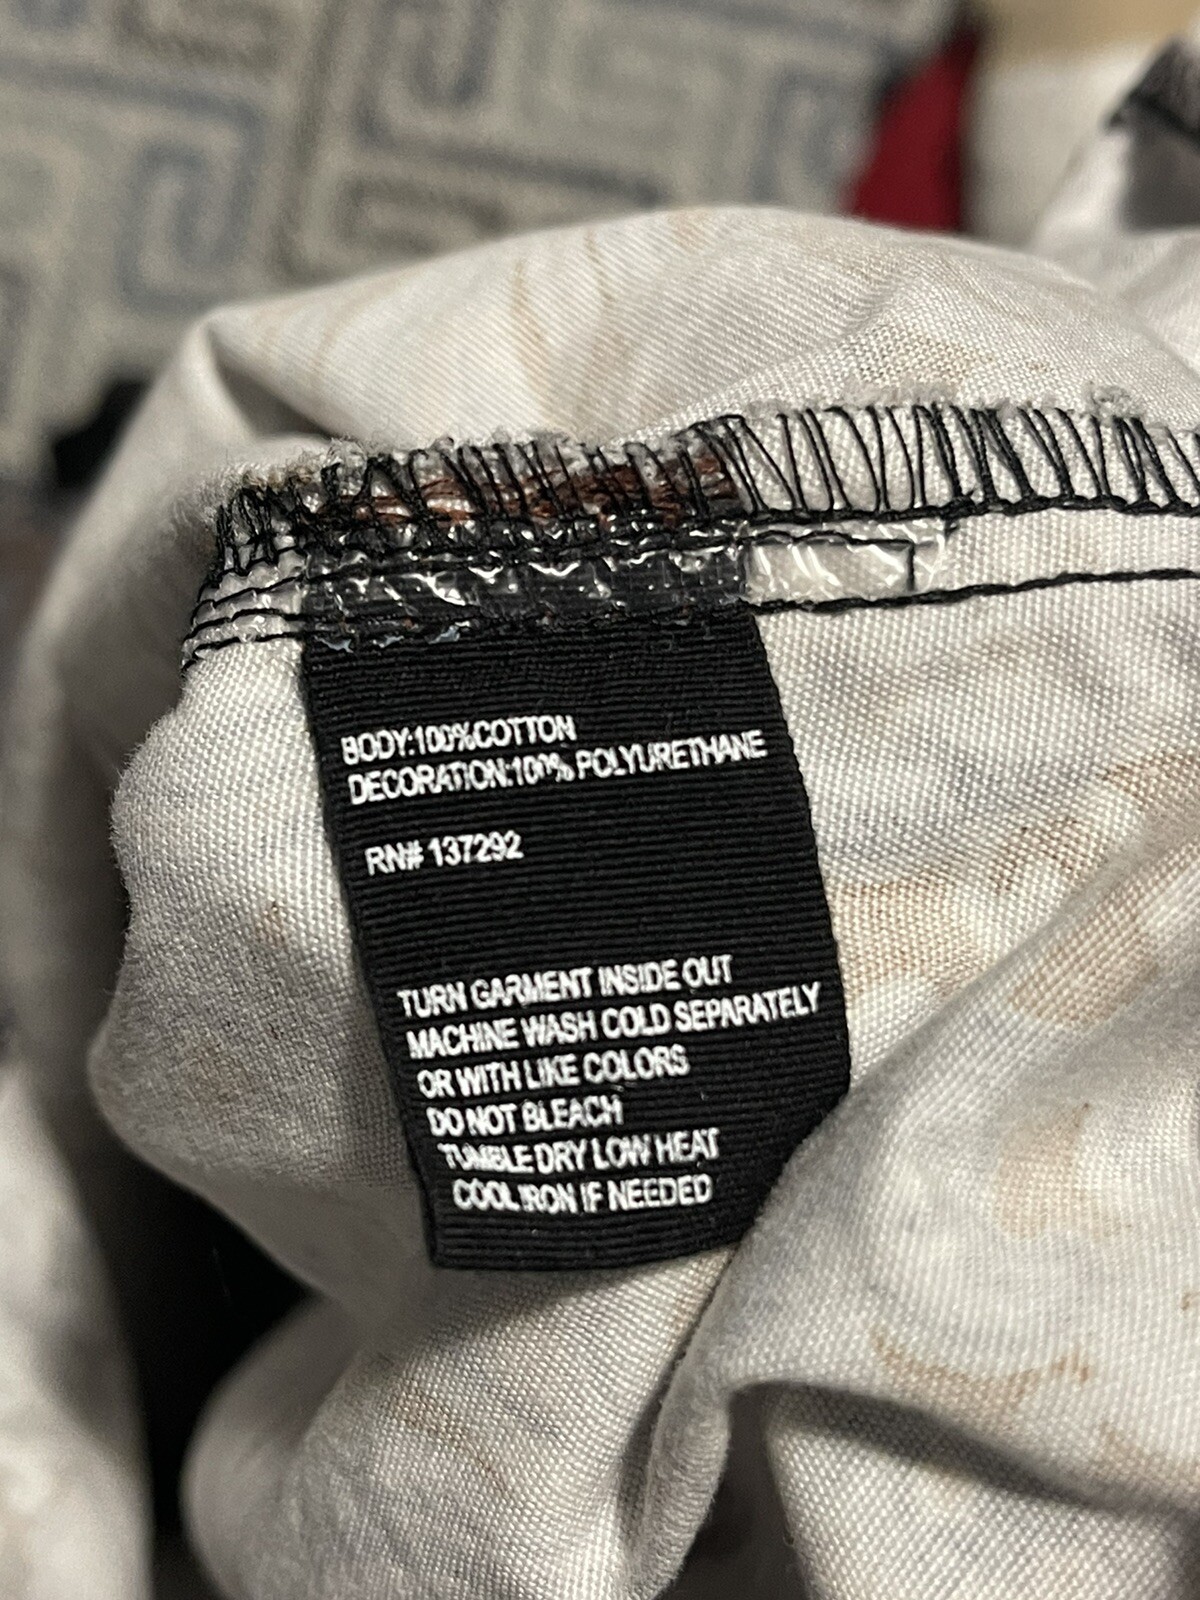 BODY:100%COTTON
DECORATION:100% POLYURETHANE
RN# 137292
TURN GARMENT INSIDE OUT
MACHINE WASH COLD SEPARATELY
OR WITH LIKE COLORS
DO NOT BLEACH
TUMBLE DRY LOW HEAT
COOL IRON IF NEEDED